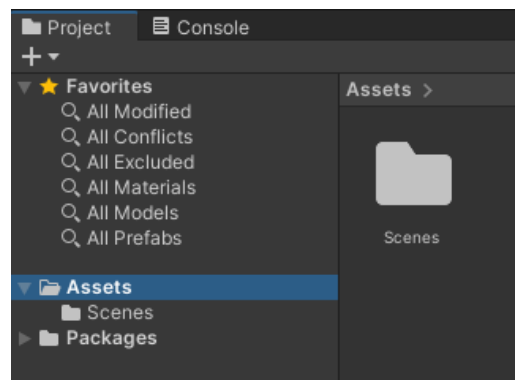 Project
Console
Favorites
All Modified
All Conflicts
All Excluded
All Materials
All Models
All Prefabs
Assets
Scenes
Packages
Assets >
Scenes